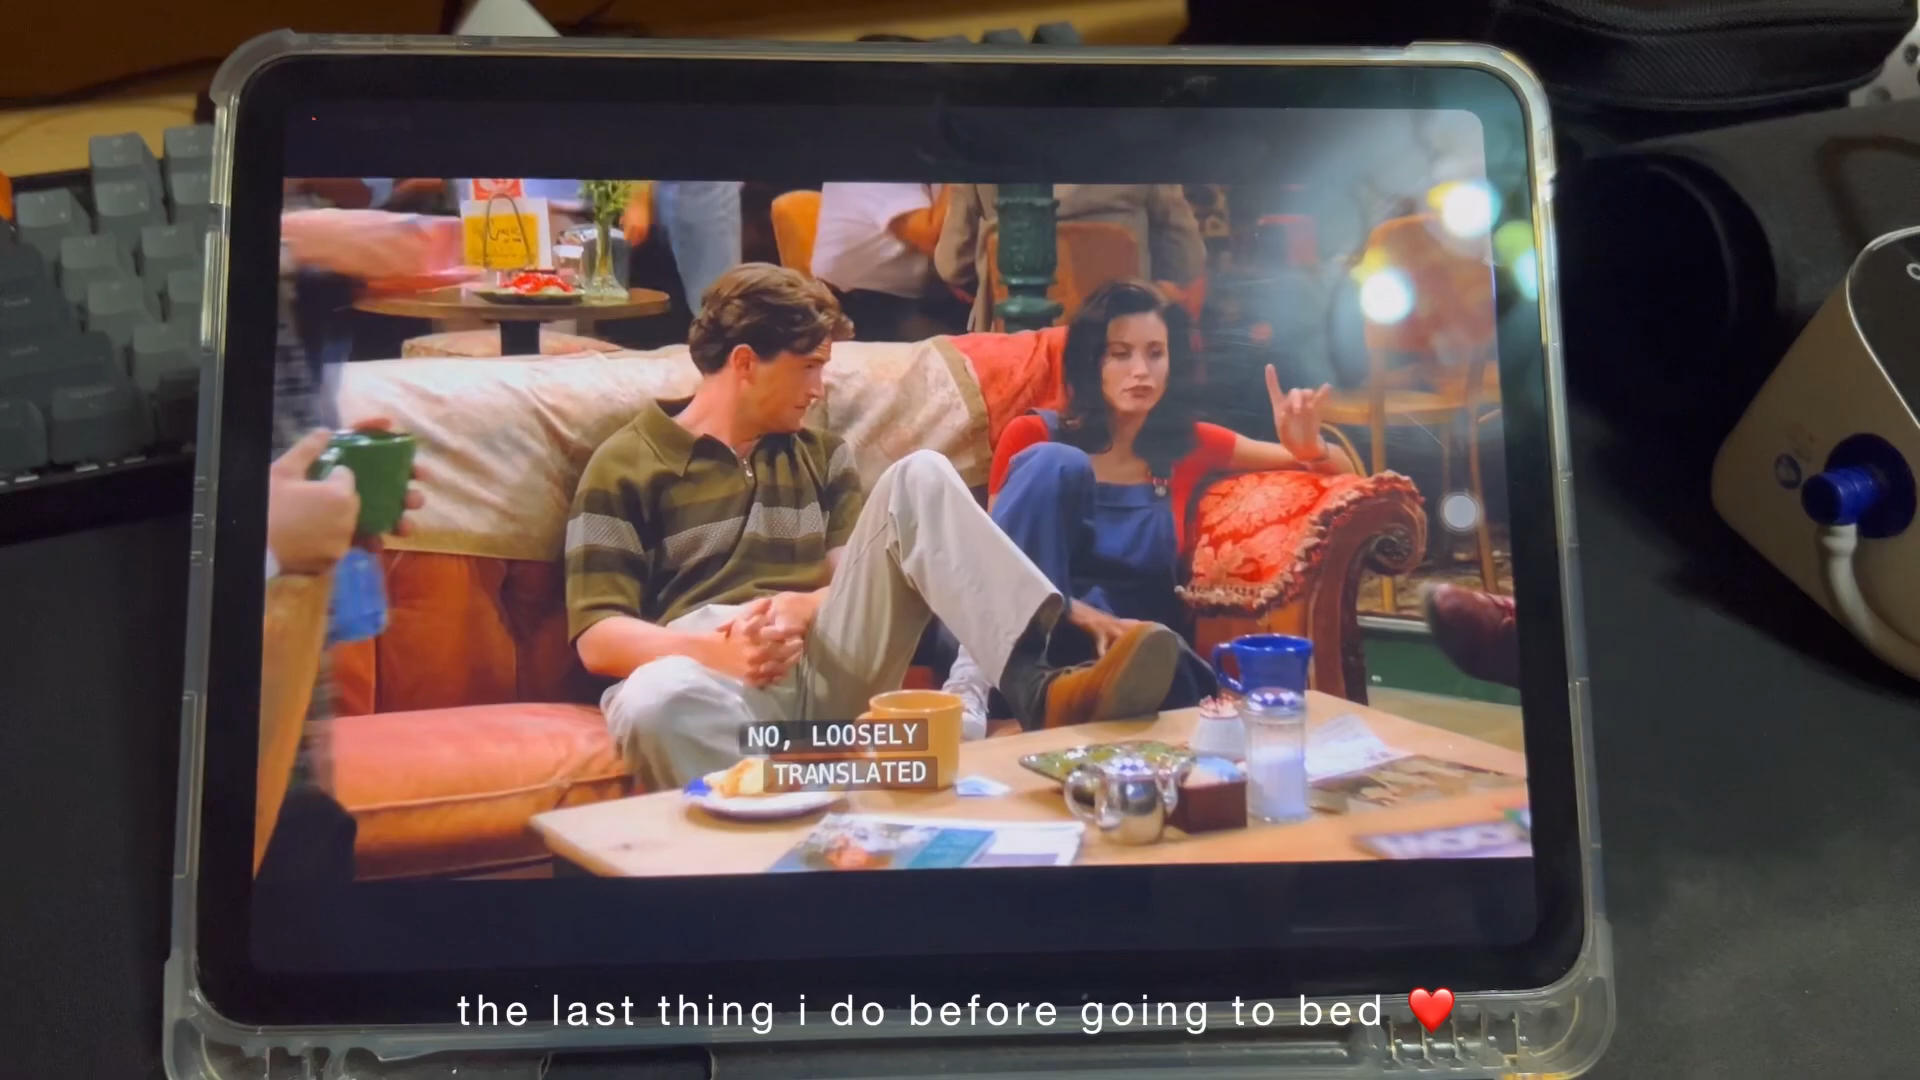 NO, LOOSELY
TRANSLATED
the last thing i do before going to bed ❤️